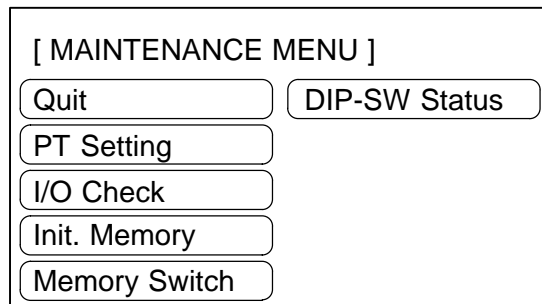 [ MAINTENANCE MENU ]
Quit
DIP-SW Status
PT Setting
I/O Check
Init. Memory
Memory Switch